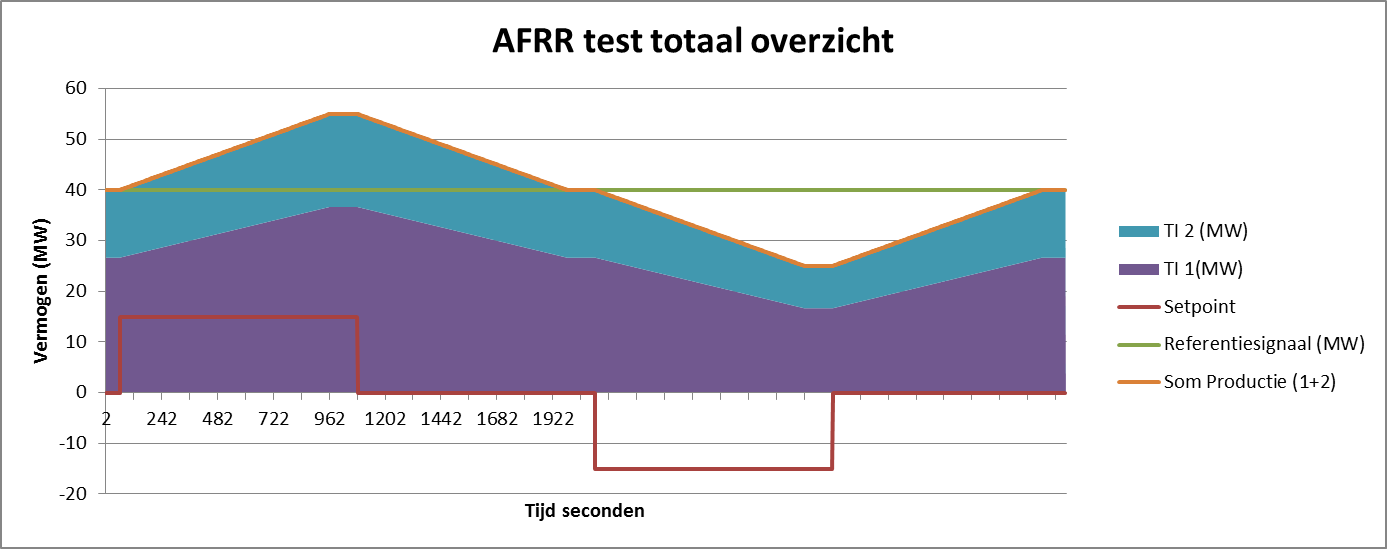 AFRR test totaal overzicht
60
50
40
30
20
10
0
-10
-20
Vermogen (MW)
2 242 482 722 962 1202 1442 1682 1922
Tijd seconden
TI 2 (MW)
TI 1(MW)
Setpoint
Referentiesignaal (MW)
Som Productie (1+2)